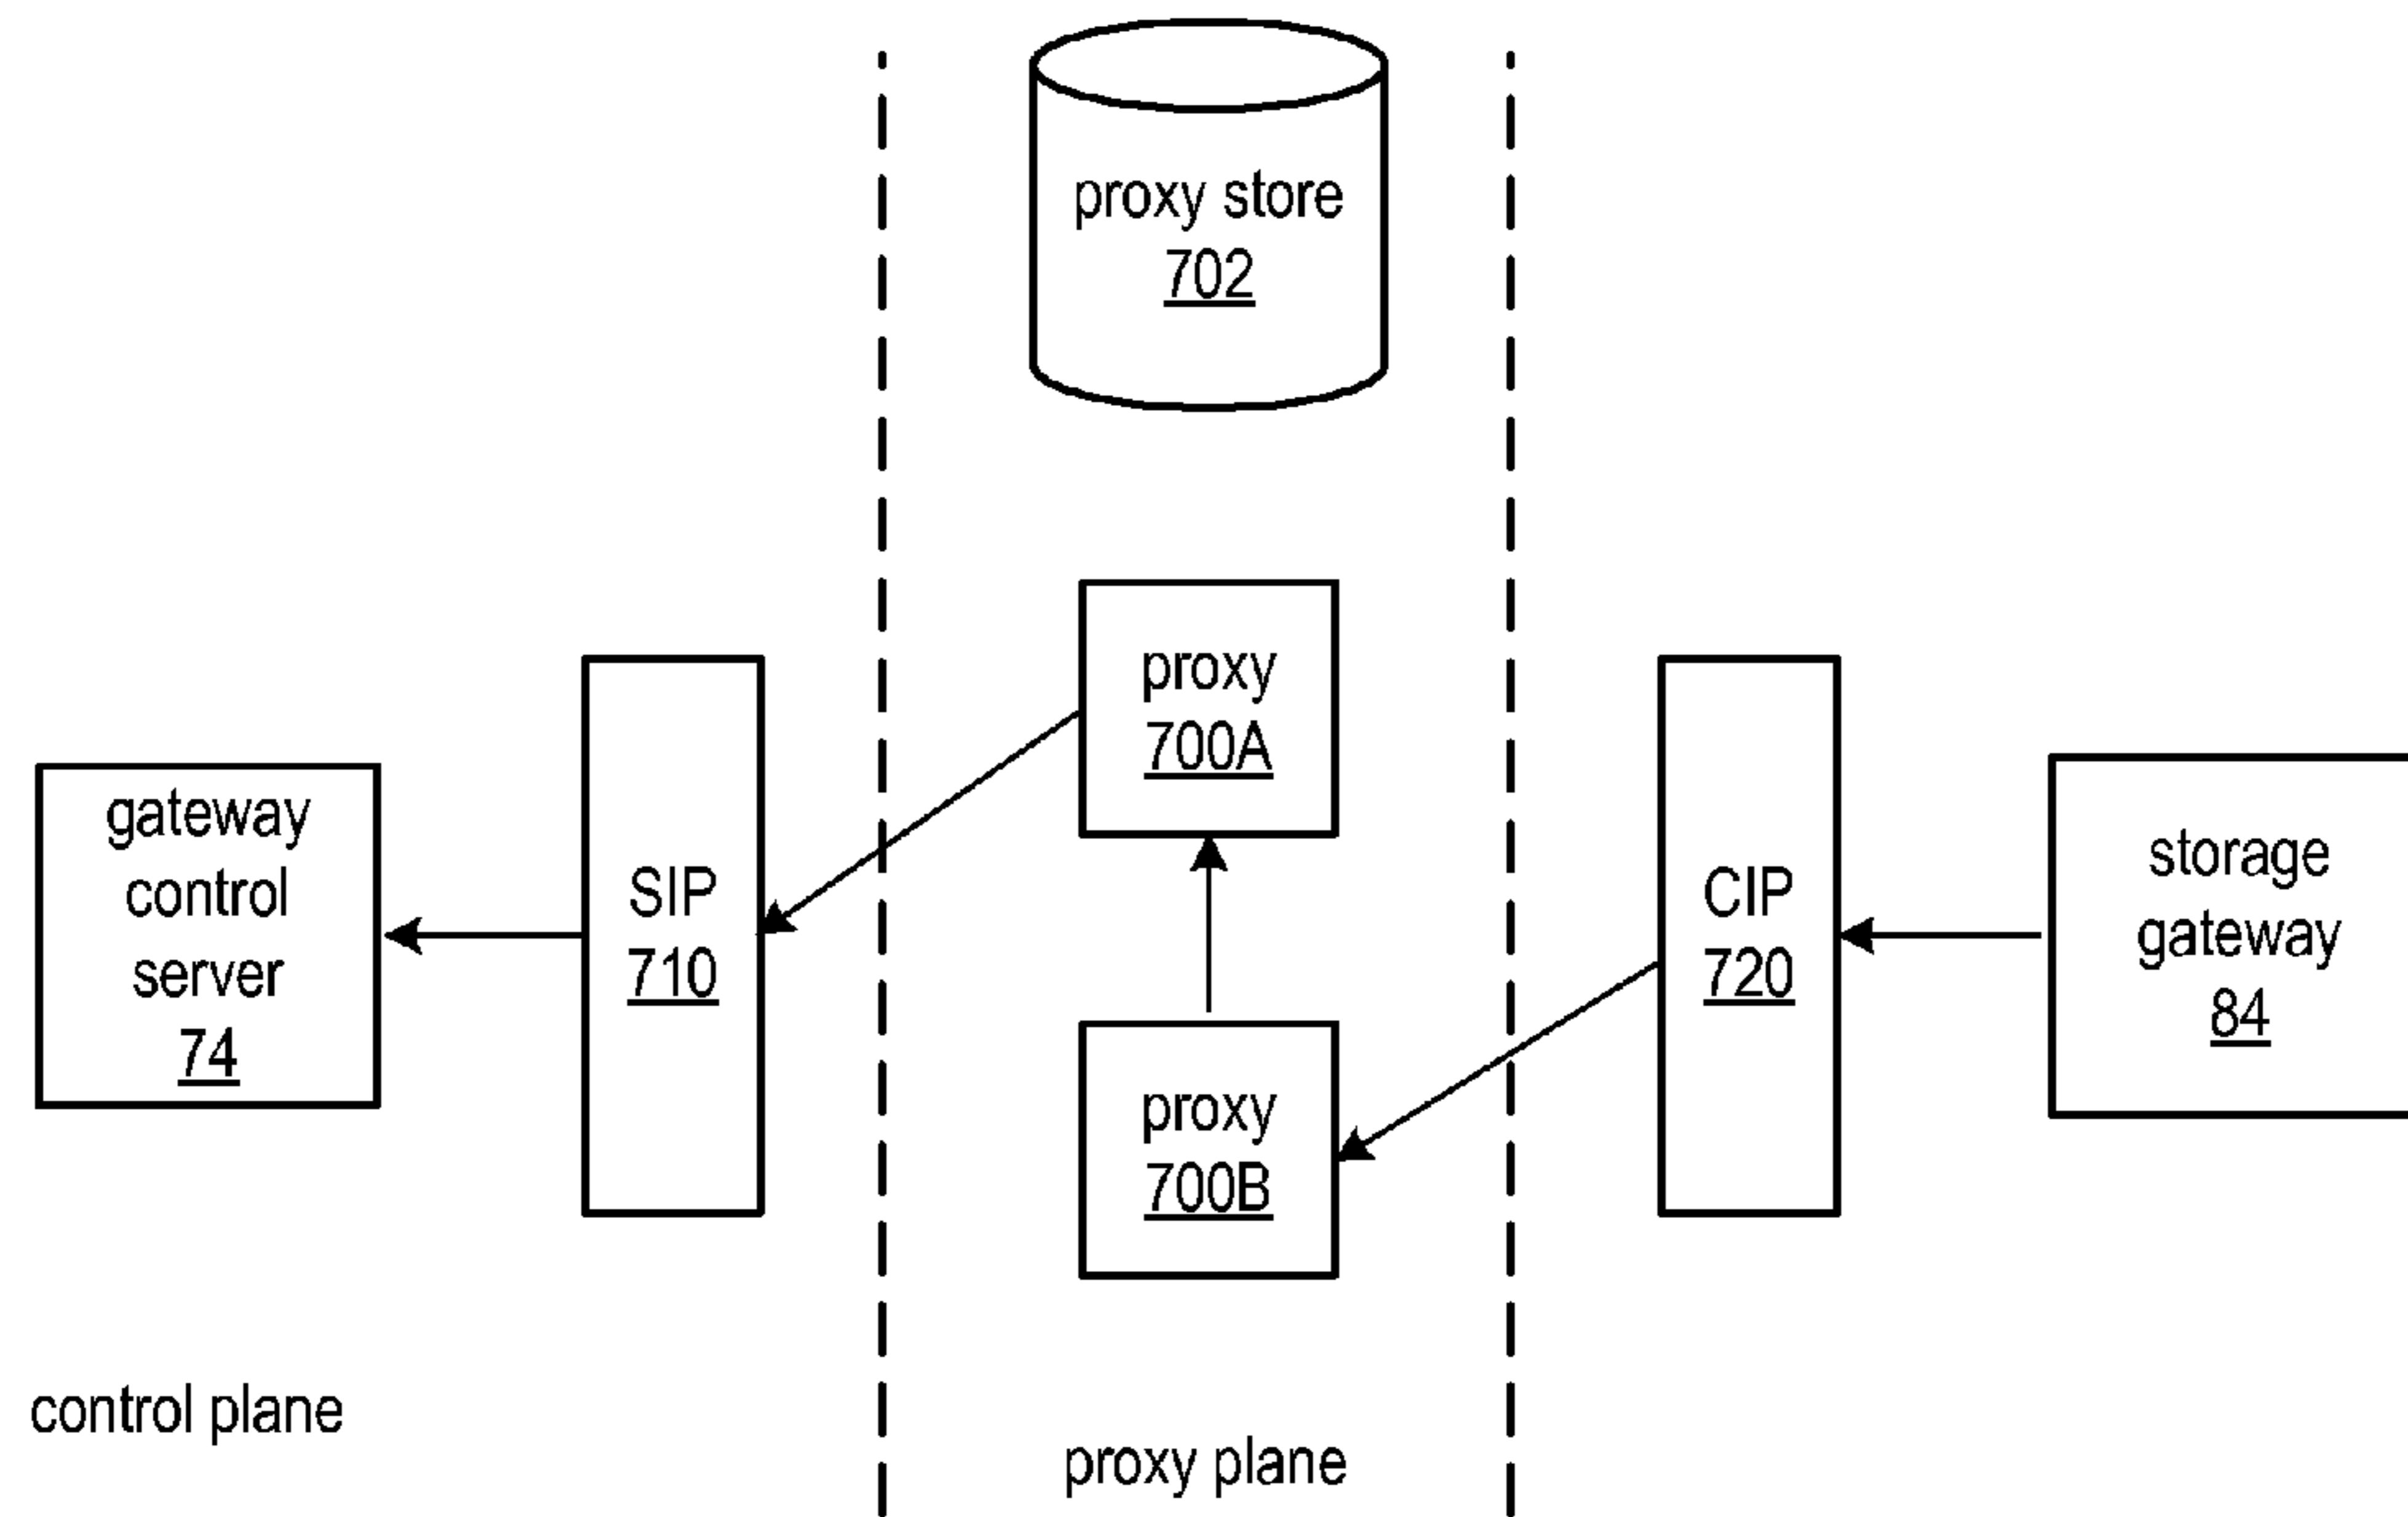 proxy store
702
proxy
700A
gateway
control
server
74
SIP
710
CIP
720
storage
gateway
84
proxy
700B
control plane
proxy plane